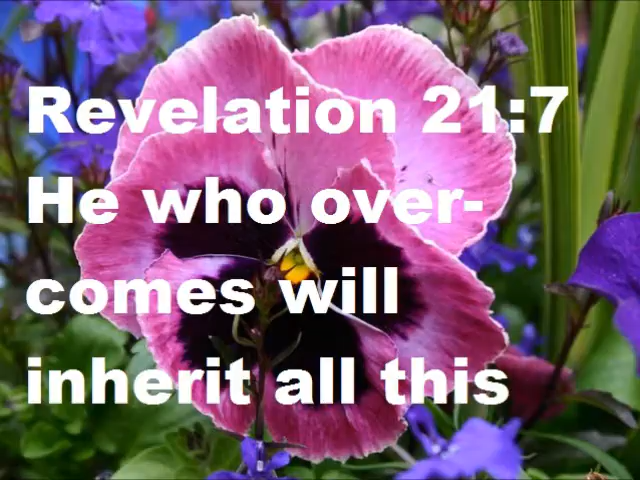 Revelation 21:7
He who over-
comes will
inherit all this